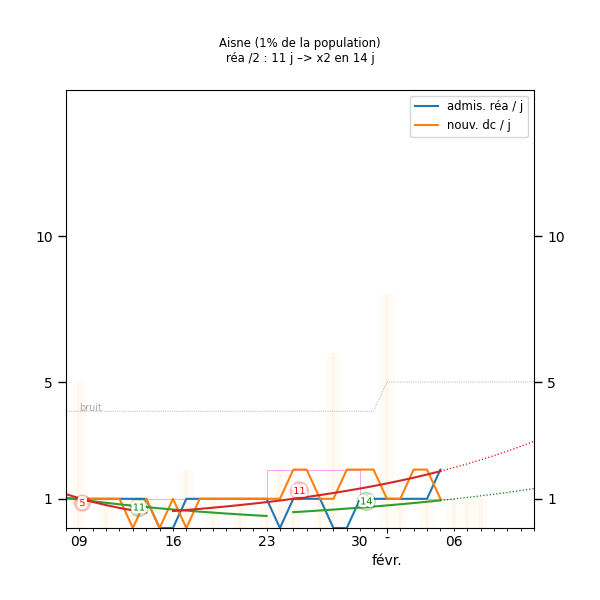 Aisne (1% de la population)
réa /2 : 11 j –> x2 en 14 j
admis. réa / j
nouv. dc / j
10
10
5
5
bruit
1
1
5
11
11
14
09
16
23
30
-
06
févr.